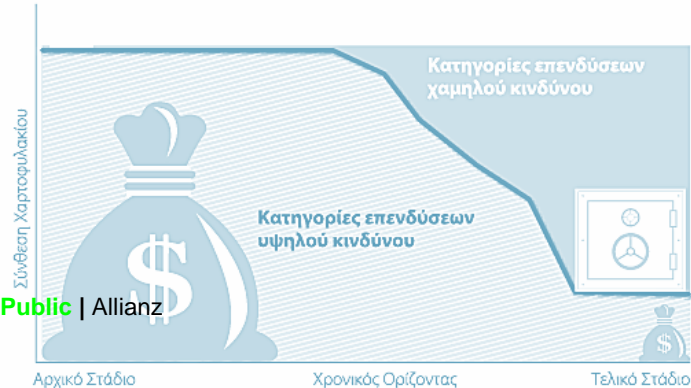 Κατηγορίες επενδύσεων
χαμηλού κινδύνου
Σύνθεση Χαρτοφυλακίου
Κατηγορίες επενδύσεων
υψηλού κινδύνου
$
Public | Allianz
$
Αρχικό Στάδιο
Χρονικός Ορίζοντας
Τελικό Στάδιο